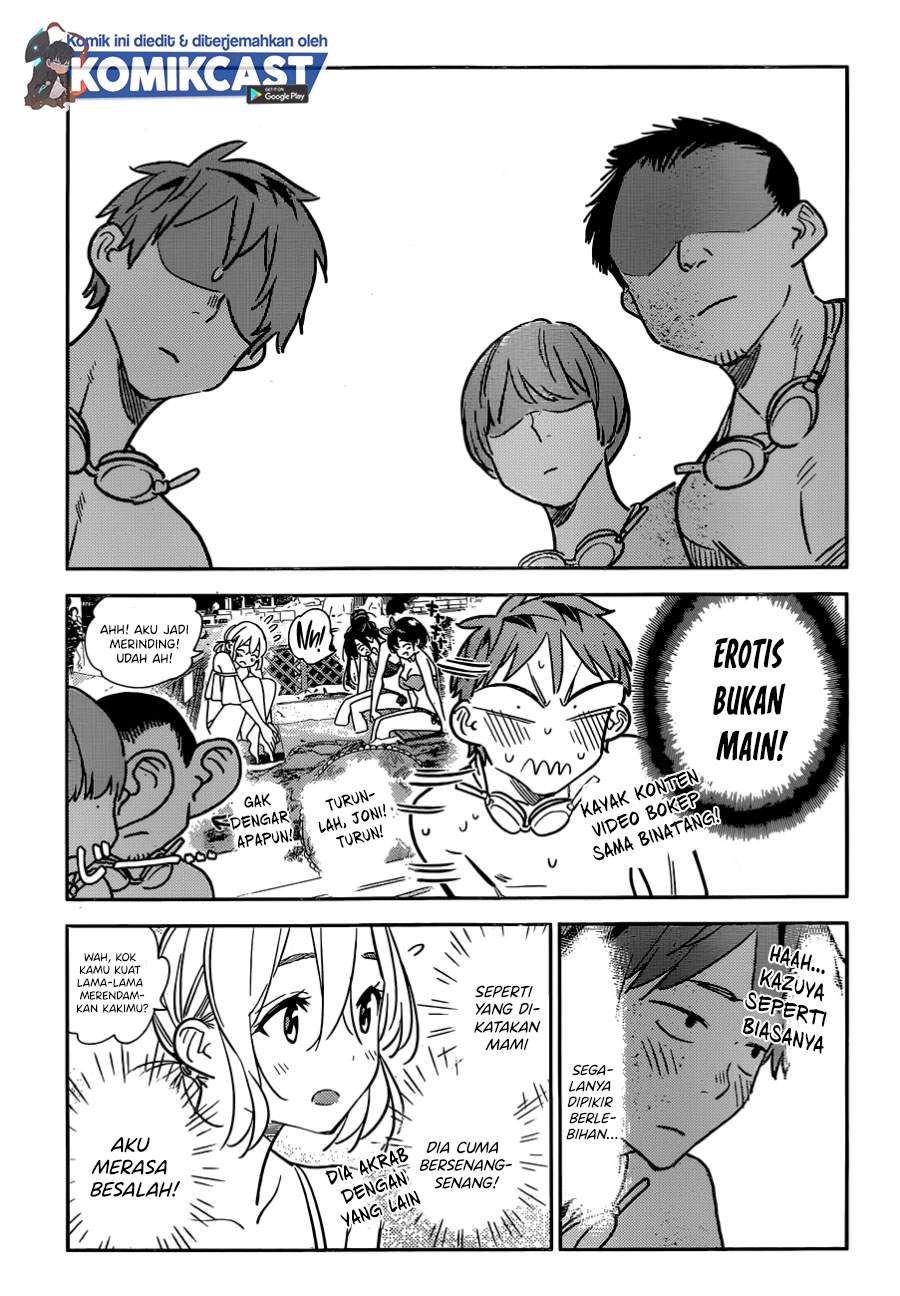 Komik ini diedit & diterjemahkan oleh
KOMIKCAST
GET IT ON
Google Play
AHH! AKU JADI
MERINDING!
UDAH AH!
NN!
EROTIS
BUKAN
MAIN!
GAK
DENGAR
APAPUN!
TURUN-
LAH, JONI!
TURUN!
KAYAK KONTEN
VIDEO BOKEP
SAMA BINATANG!
WAH, KOK
KAMU KUAT
LAMA-LAMA
MERENDAM-
KAN KAKIMU?
SEPERTI
YANG DI-
KATAKAN
MAMI
AKU
MERASA
BESALAH!
DIA AKRAB
DENGAN
YANG LAIN
DIA CUMA
BERSENANG-
SENANG!
HAAH...
KAZUYA
SEPERTI
BIASANYA
SEGA-
LANYA
DIPIKIR
BERLE-
BIHAN...